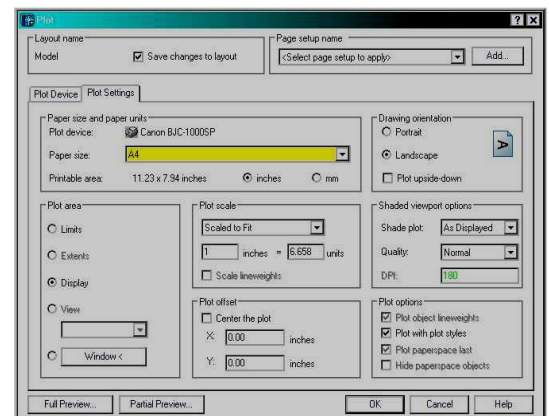 Plot
Layout name
Model
Save changes to layout
Page setup name
<Select page setup to apply>
Add...
Plot Device
Plot Settings
Paper size and paper units
Plot device:
Canon BJC-1000SP
Paper size:
A4
Printable area:
11.23 x 7.94 inches
inches
mm
Drawing orientation
Portrait
Landscape
Plot upside-down
A
Plot area
Limits
Extents
Display
View
Window <
Plot scale
Scaled to Fit
1 inches = 6.658 units
Scale lineweights
Plot offset
Center the plot
X: 0.00 inches
Y: 0.00 inches
Shaded viewport options
Shade plot: As Displayed
Quality: Normal
DPI: 180
Plot options
Plot object lineweights
Plot with plot styles
Plot paperspace last
Hide paperspace objects
Full Preview...
Partial Preview...
OK
Cancel
Help